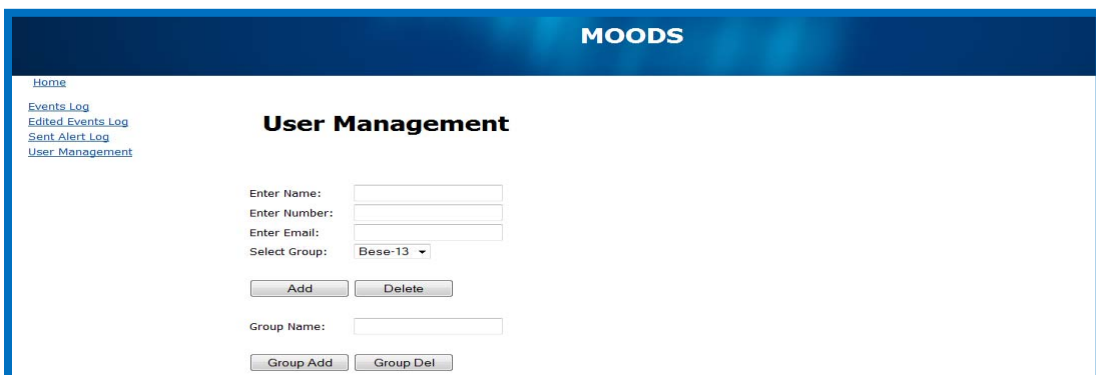 MOODS
Home
Events Log
Edited Events Log
Sent Alert Log
User Management
User Management
Enter Name:
Enter Number:
Enter Email:
Select Group: Bese-13
Add Delete
Group Name:
Group Add Group Del